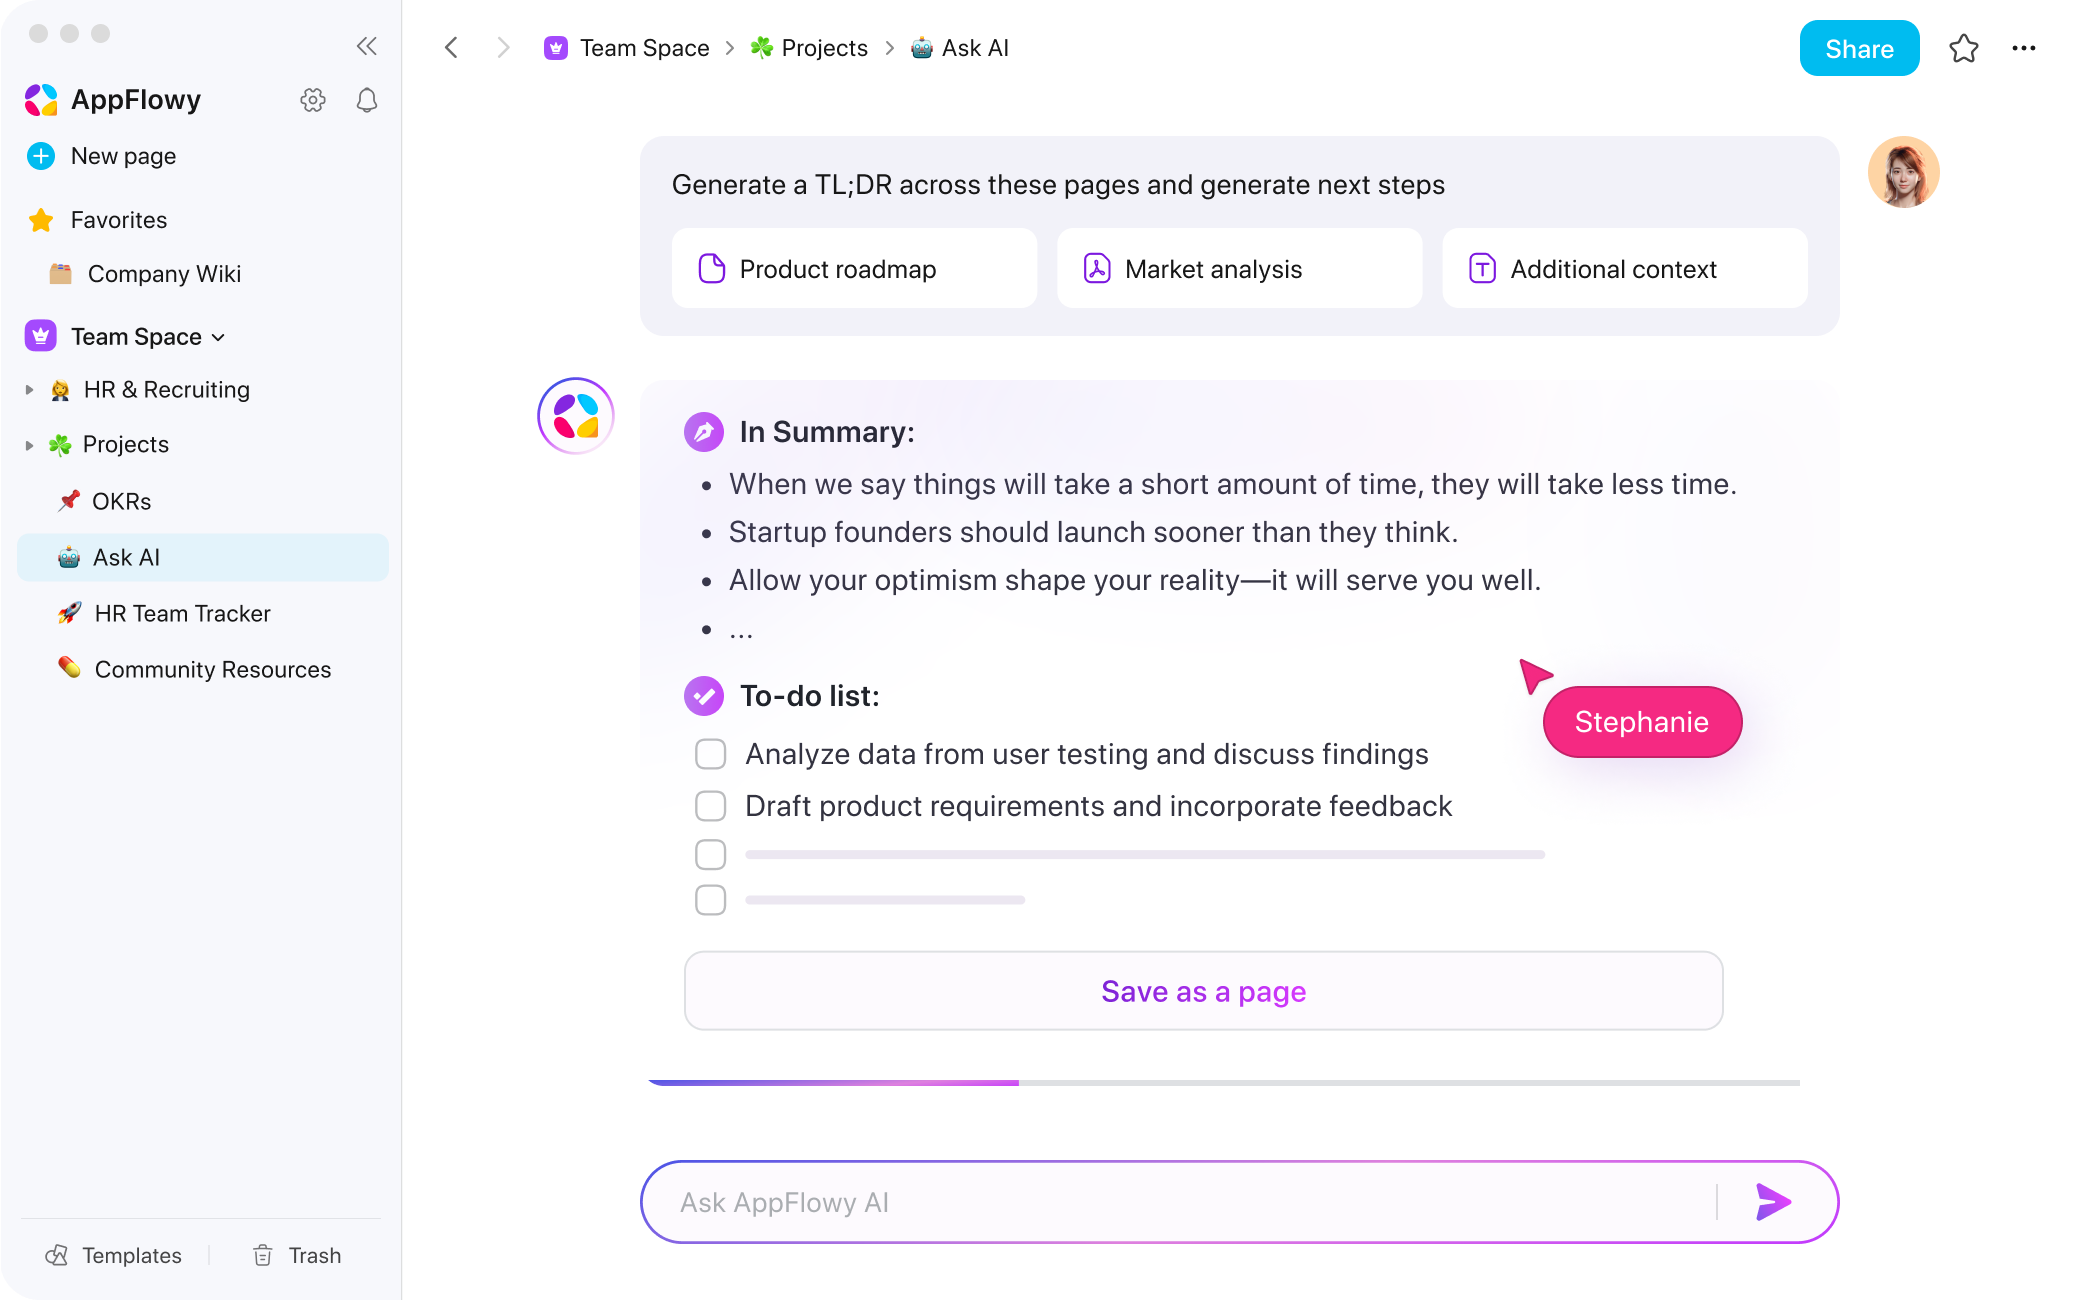 AppFlowy
New page
Favorites
Company Wiki
Team Space
HR & Recruiting
Projects
OKRs
Ask AI
HR Team Tracker
Community Resources
Templates
Trash
Team Space
Projects
Ask AI
Share
Generate a TL;DR across these pages and generate next steps
Product roadmap
Market analysis
Additional context
In Summary:
• When we say things will take a short amount of time, they will take less time.
• Startup founders should launch sooner than they think.
• Allow your optimism shape your reality—it will serve you well.
• ...
To-do list:
Analyze data from user testing and discuss findings
Draft product requirements and incorporate feedback
Stephanie
Save as a page
Ask AppFlowy AI